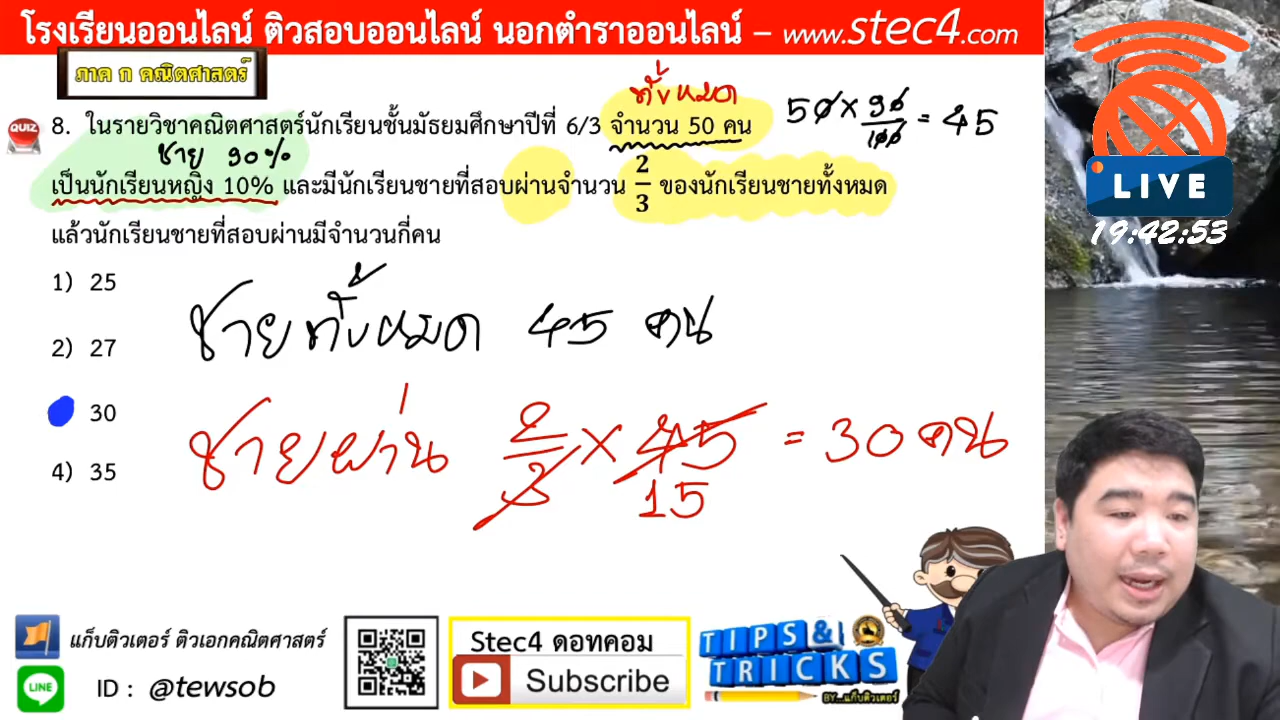 โรงเรียนออนไลน์ ติวสอบออนไลน์ นอกตำราออนไลน์ – www.stec4.com
ภาค ก คณิตศาสตร์
ทั้งหมด
50 × 90/100 = 45
QUIZ
8. ในรายวิชาคณิตศาสตร์นักเรียนชั้นมัธยมศึกษาปีที่ 6/3 จำนวน 50 คน
ชาย 90%
เป็นนักเรียนหญิง 10% และมีนักเรียนชายที่สอบผ่านจำนวน 2/3 ของนักเรียนชายทั้งหมด
แล้วนักเรียนชายที่สอบผ่านมีจำนวนกี่คน
LIVE
19:42:53
1) 25
ชายทั้งหมด 45 คน
2) 27
3) 30
ชายผ่าน 2/3 × 45 = 30 คน
15
4) 35
แก็บติวเตอร์ ติวเอกคณิตศาสตร์
LINE
ID : @tewsob
Stec4 ดอทคอม
Subscribe
TIPS &
TRICKS
BY...แก็บติวเตอร์